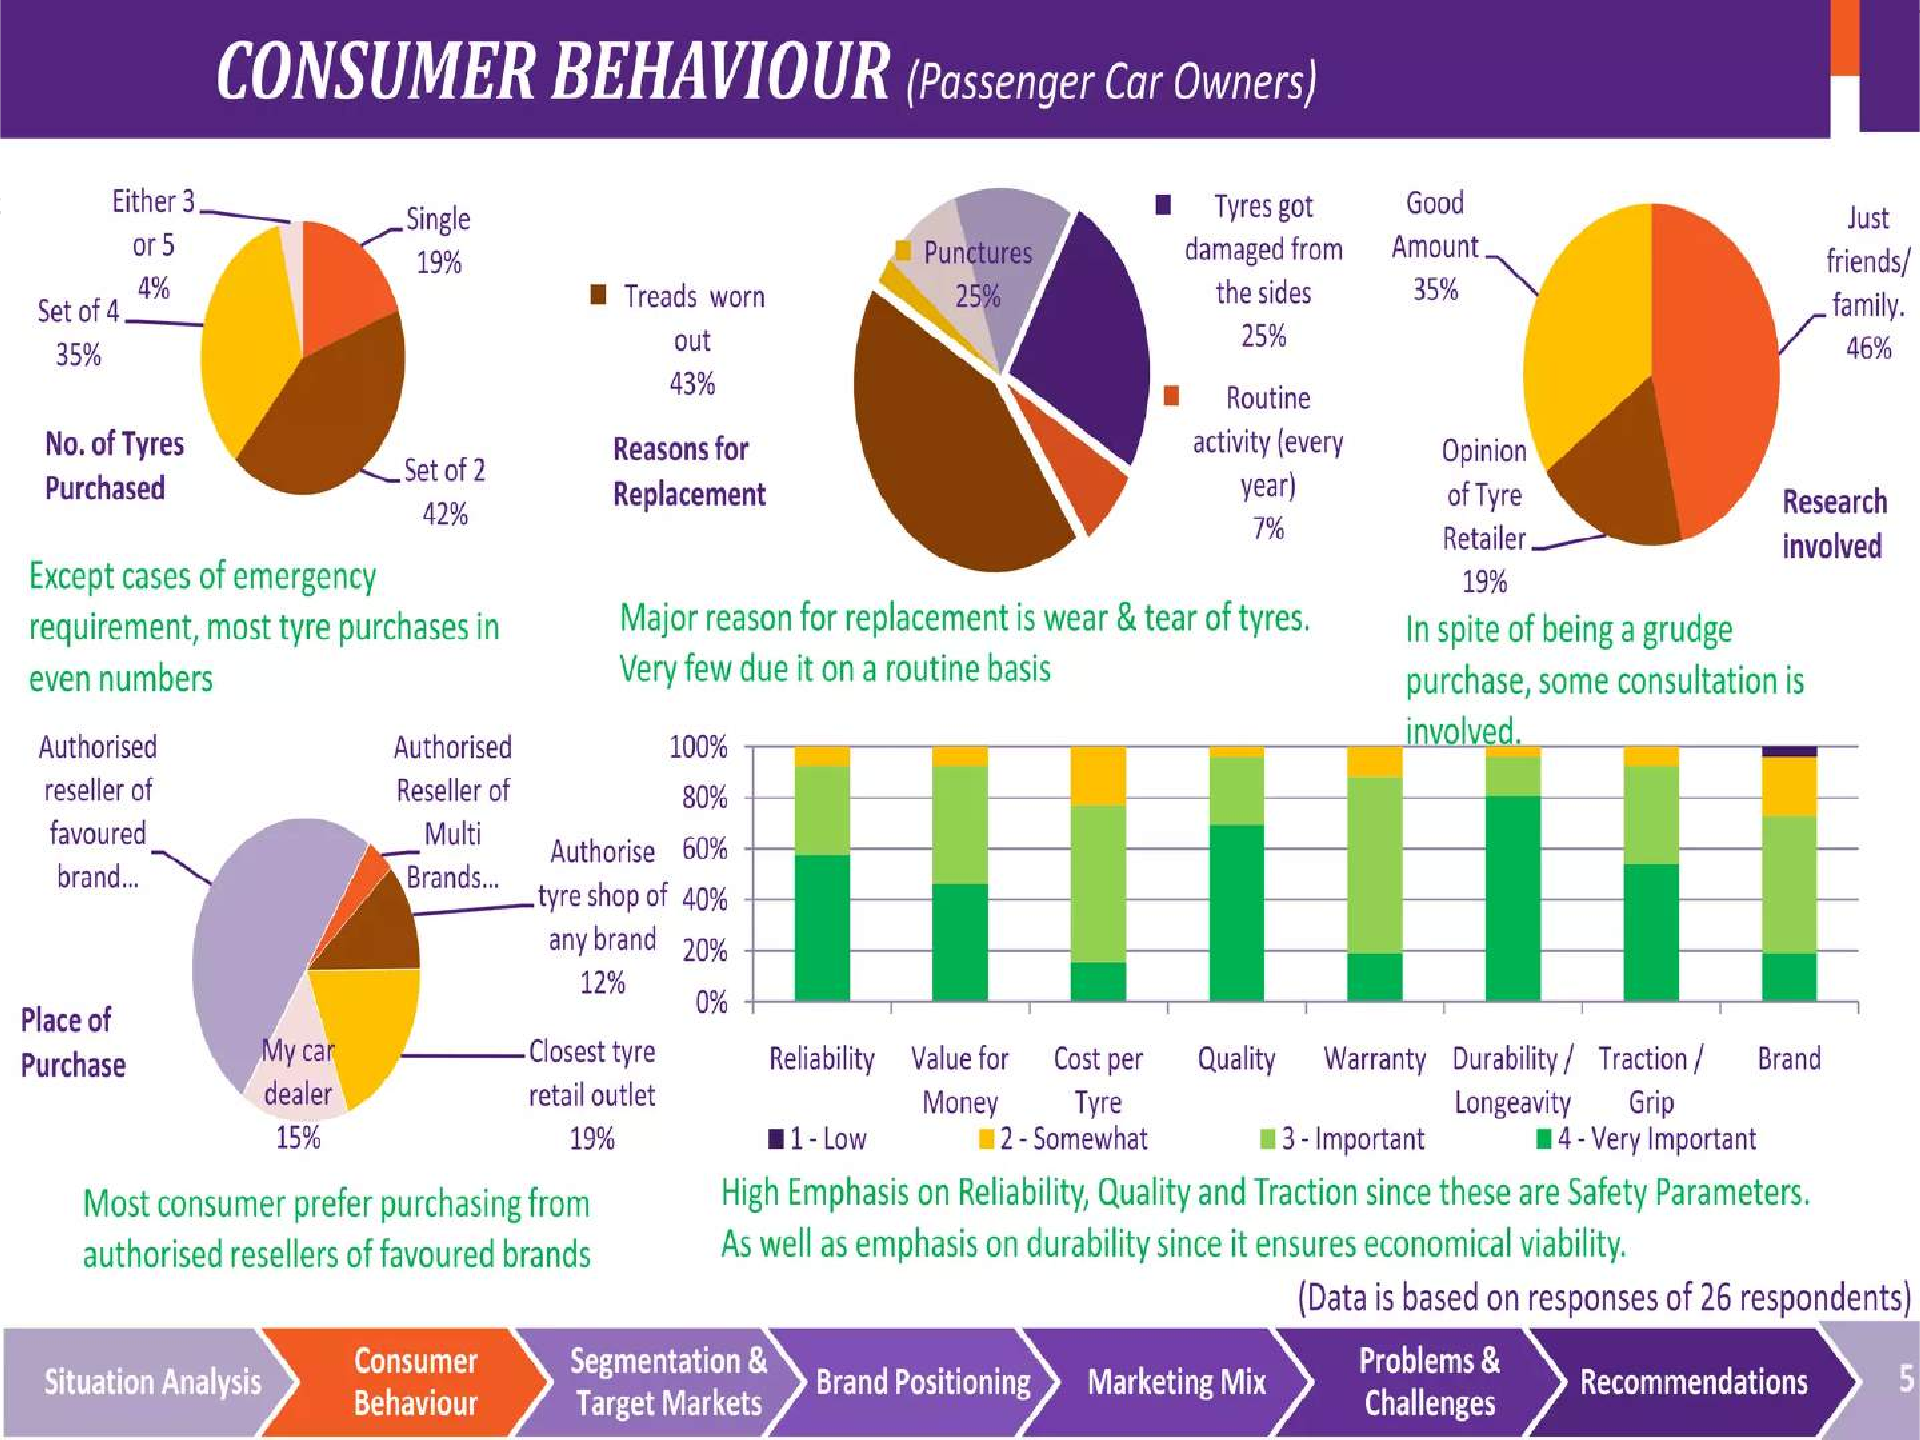 CONSUMER BEHAVIOUR (Passenger Car Owners)
Either 3
or 5
4%
Single
19%
Set of 4
35%
Set of 2
42%
No. of Tyres
Purchased
Except cases of emergency
requirement, most tyre purchases in
even numbers
Punctures
25%
Treads worn
out
43%
Tyres got
damaged from
the sides
25%
Routine
activity (every
year)
7%
Reasons for
Replacement
Major reason for replacement is wear & tear of tyres.
Very few due it on a routine basis
Good
Amount
35%
Just
friends/
family.
46%
Opinion
of Tyre
Retailer
19%
Research
involved
In spite of being a grudge
purchase, some consultation is
involved.
Authorised
reseller of
favoured
brand...
Authorised
Reseller of
Multi
Brands...
Authorise
tyre shop of
any brand
12%
Closest tyre
retail outlet
19%
My car
dealer
15%
Place of
Purchase
Most consumer prefer purchasing from
authorised resellers of favoured brands
100%
80%
60%
40%
20%
0%
Reliability
Value for
Money
Cost per
Tyre
Quality
Warranty
Durability /
Longeavity
Traction /
Grip
Brand
1 - Low
2 - Somewhat
3 - Important
4 - Very Important
High Emphasis on Reliability, Quality and Traction since these are Safety Parameters.
As well as emphasis on durability since it ensures economical viability.
(Data is based on responses of 26 respondents)
Situation Analysis
Consumer
Behaviour
Segmentation &
Target Markets
Brand Positioning
Marketing Mix
Problems &
Challenges
Recommendations
5